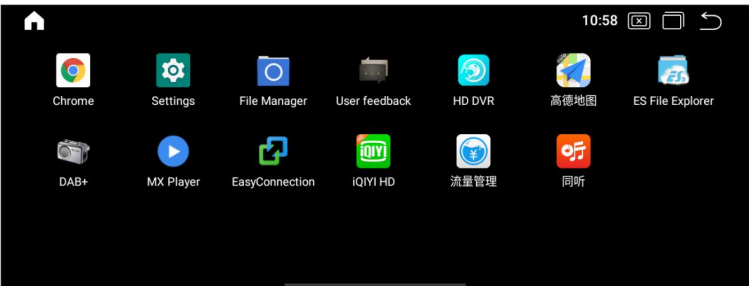 10:58
Chrome
Settings
File Manager
User feedback
HD DVR
高德地图
ES File Explorer
DAB+
MX Player
EasyConnection
iQIYI
iQIYI HD
流量管理
同听